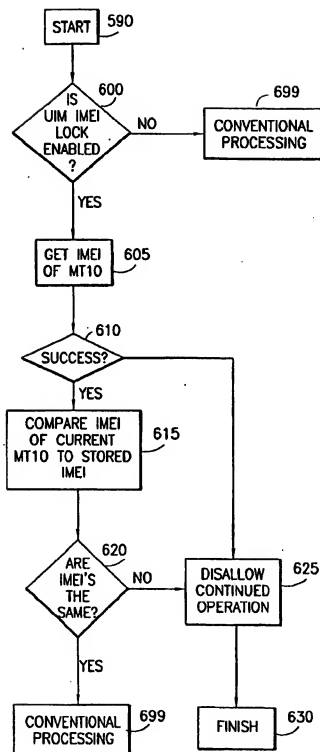 START
590
IS
UIM IMEI
LOCK
ENABLED
?
600
NO
699
CONVENTIONAL
PROCESSING
YES
GET IMEI
OF MT10
605
610
SUCCESS?
YES
COMPARE IMEI
OF CURRENT
MT10 TO STORED
IMEI
615
620
ARE
IMEI'S
THE
SAME?
NO
DISALLOW
CONTINUED
OPERATION
625
YES
CONVENTIONAL
PROCESSING
699
FINISH
630